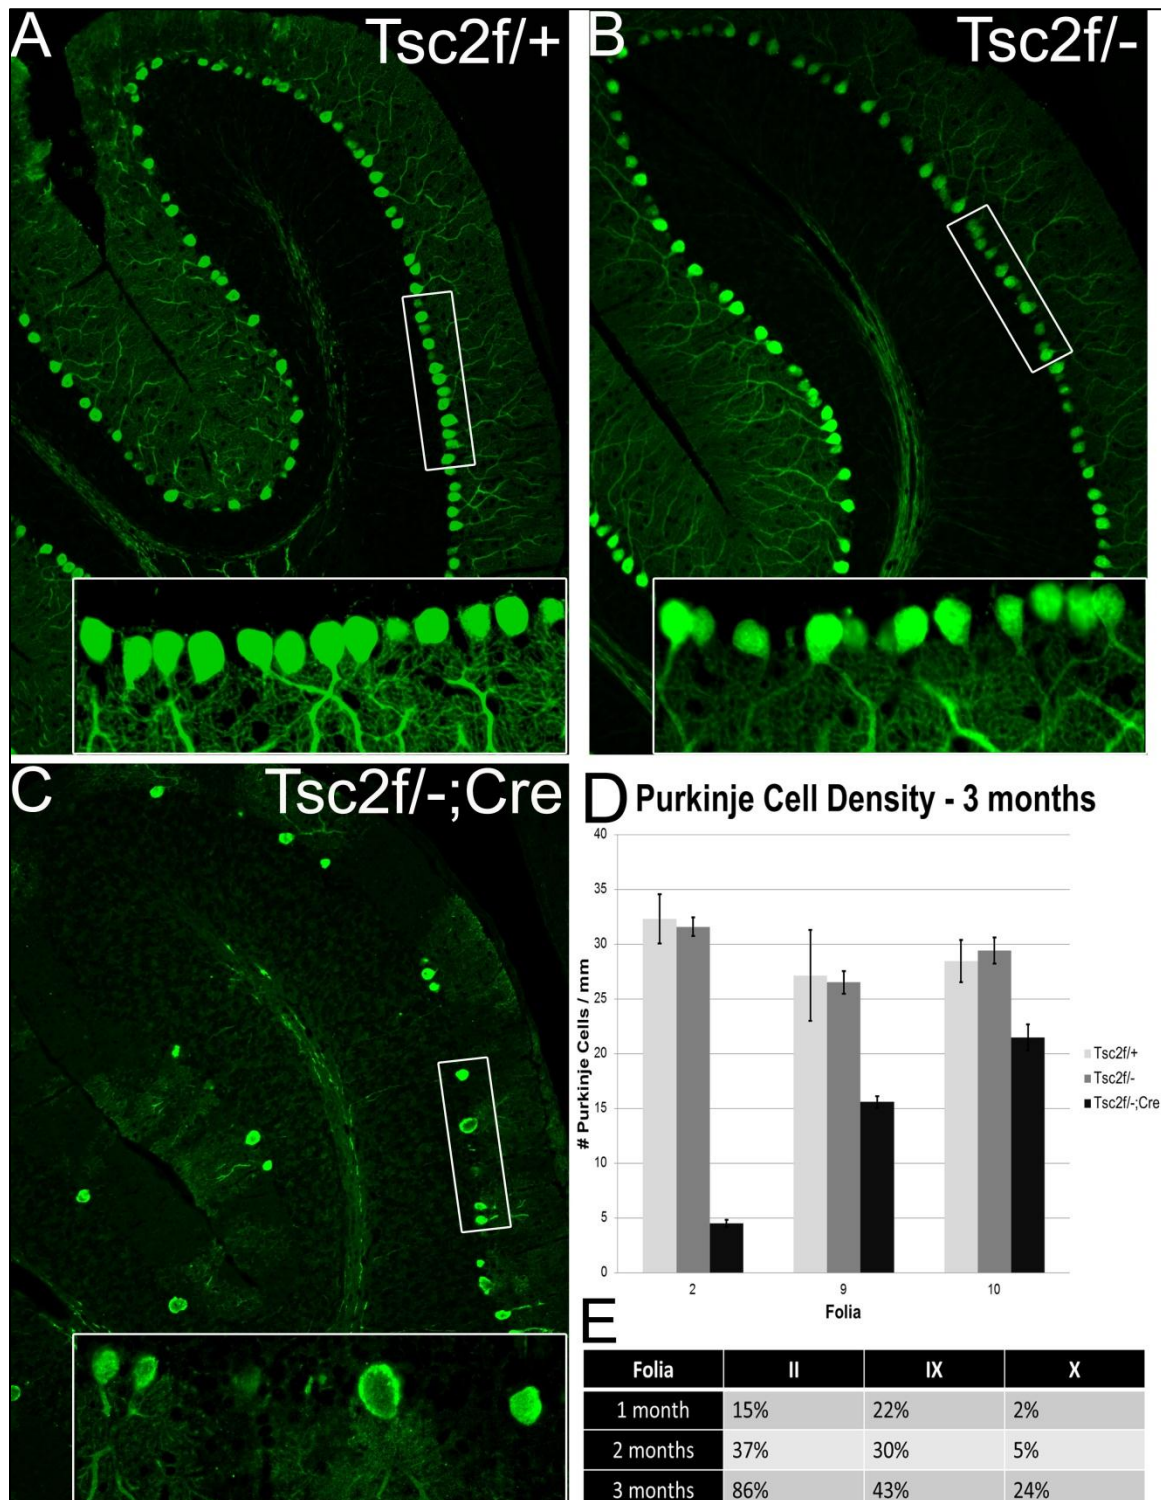 A
Tsc2f/+
B
Tsc2f/-
C
Tsc2f/-;Cre
D
Purkinje Cell Density - 3 months
# Purkinje Cells / mm
40
35
30
25
20
15
10
5
0
2
9
10
Folia
Tsc2f/+
Tsc2f/-
Tsc2f/-;Cre
E
Folia II IX X
1 month 15% 22% 2%
2 months 37% 30% 5%
3 months 86% 43% 24%